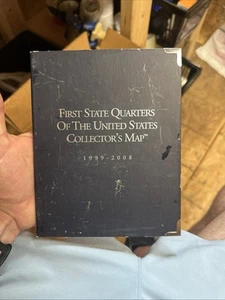 FIRST STATE QUARTERS
OF THE UNITED STATES
COLLECTOR'S MAP™
1999-2008